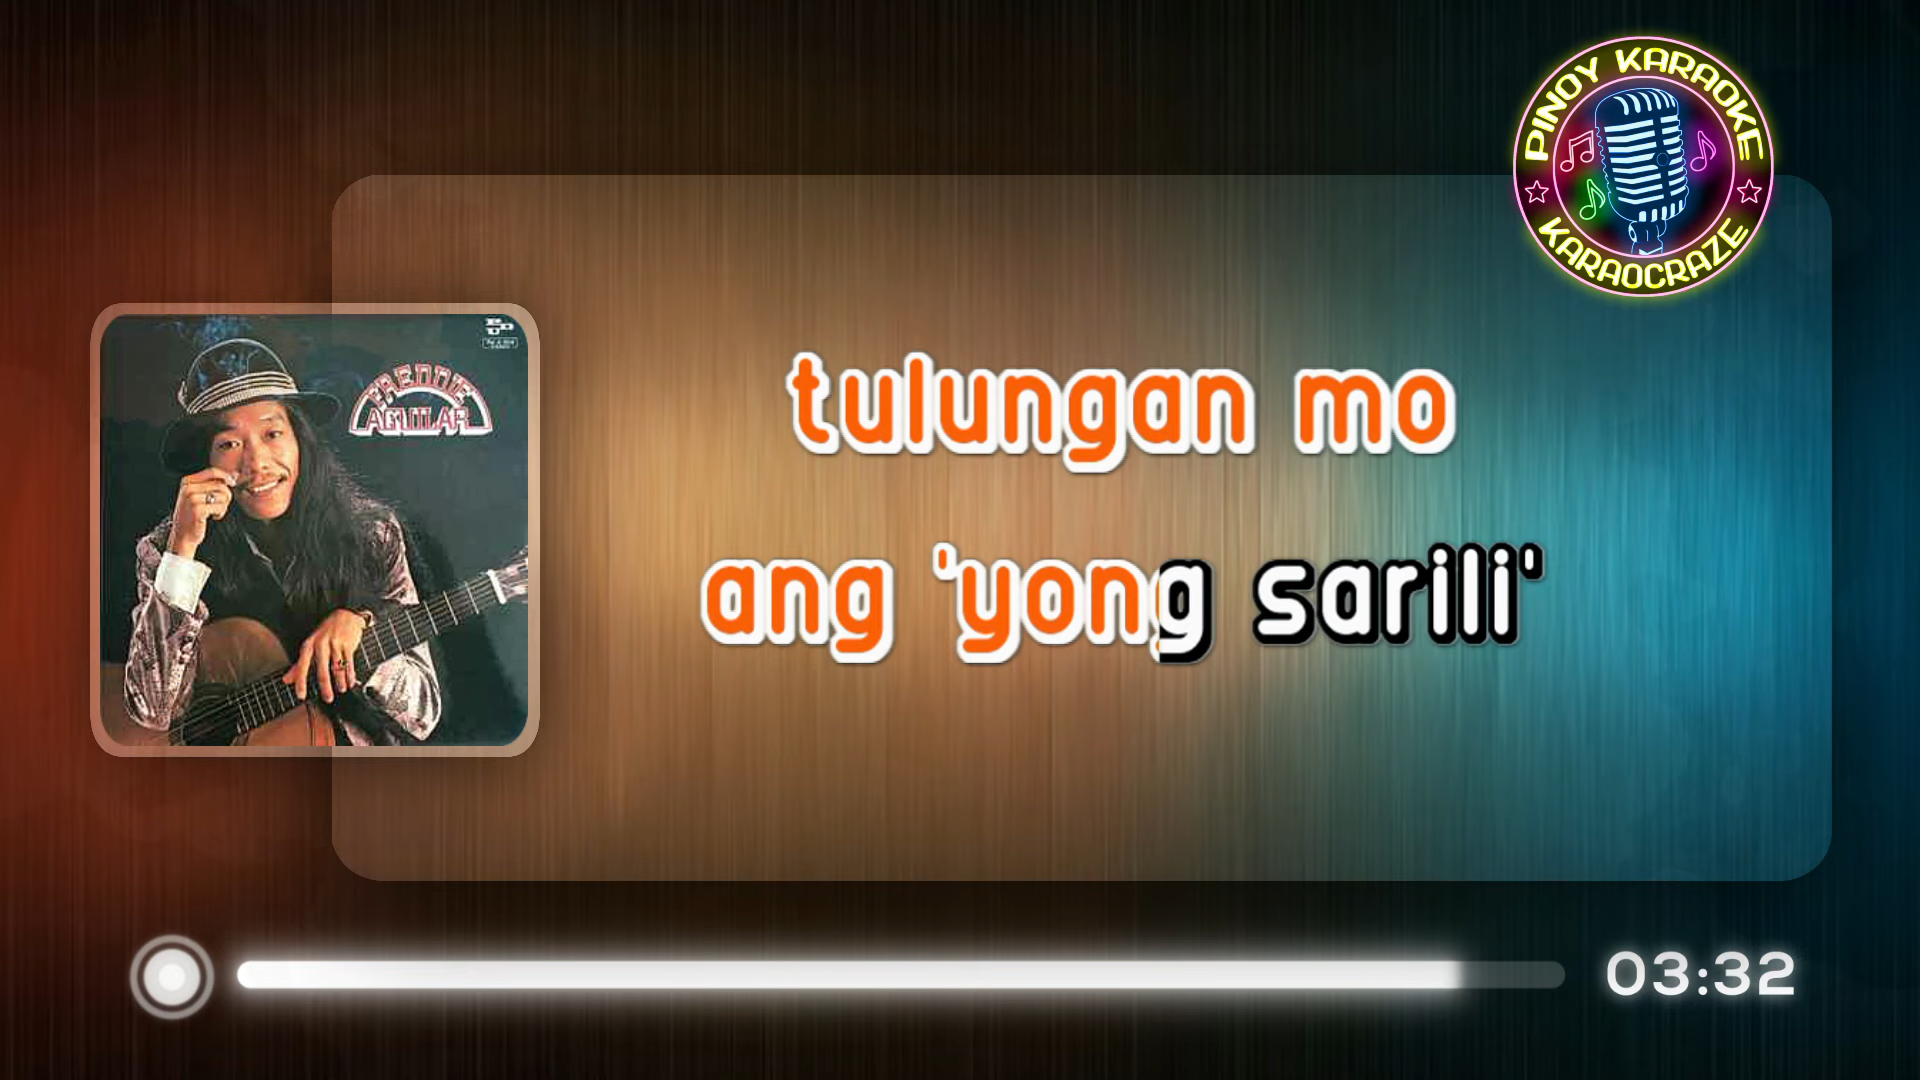 PINOY KARAOKE
KARAOCRAZE
FREDDIE
AGUILAR
tulungan mo
ang 'yong sarili'
03:32